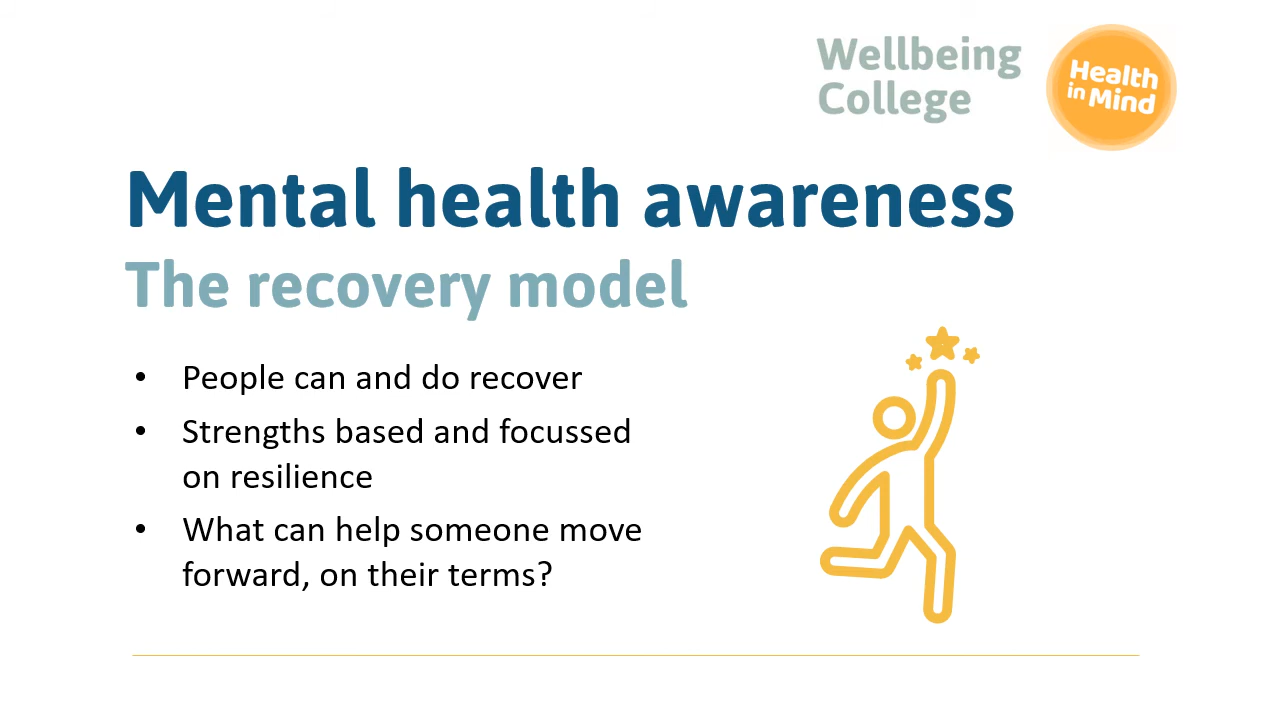 Wellbeing
College
Health
in Mind
Mental health awareness
The recovery model
• People can and do recover
• Strengths based and focussed
on resilience
• What can help someone move
forward, on their terms?